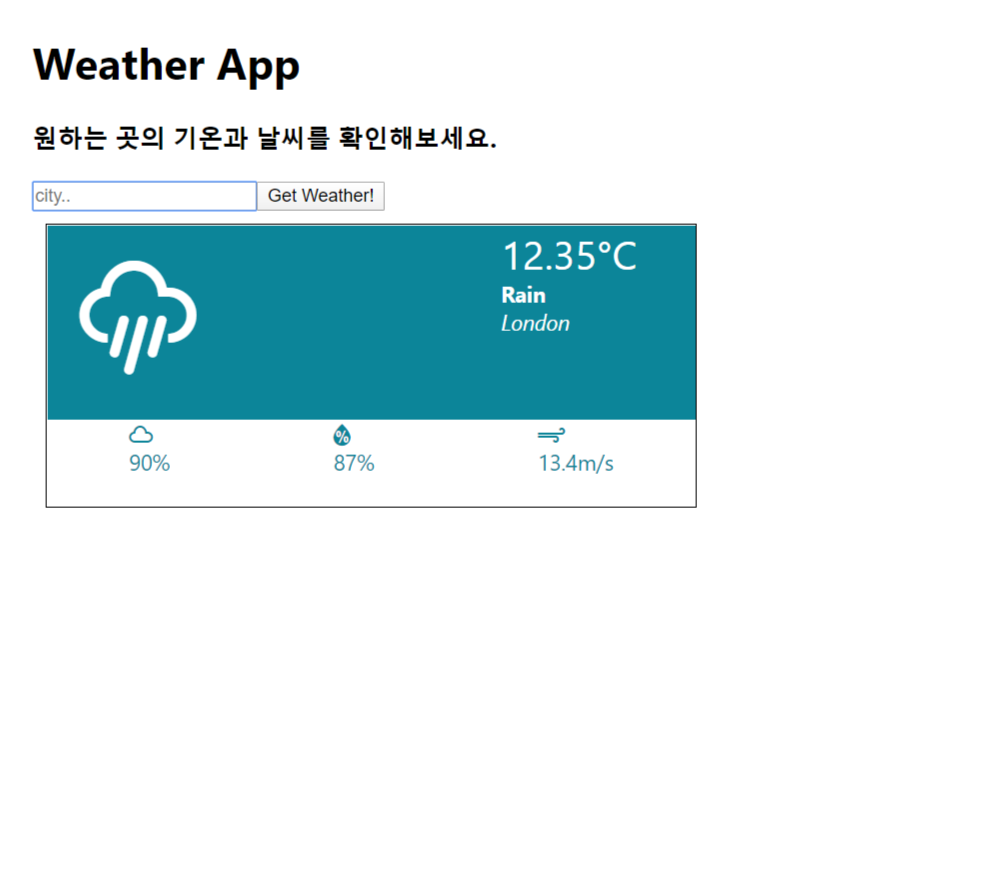 Weather App
원하는 곳의 기온과 날씨를 확인해보세요.
city.. Get Weather!
12.35°C
Rain
London
%
90% 87% 13.4m/s